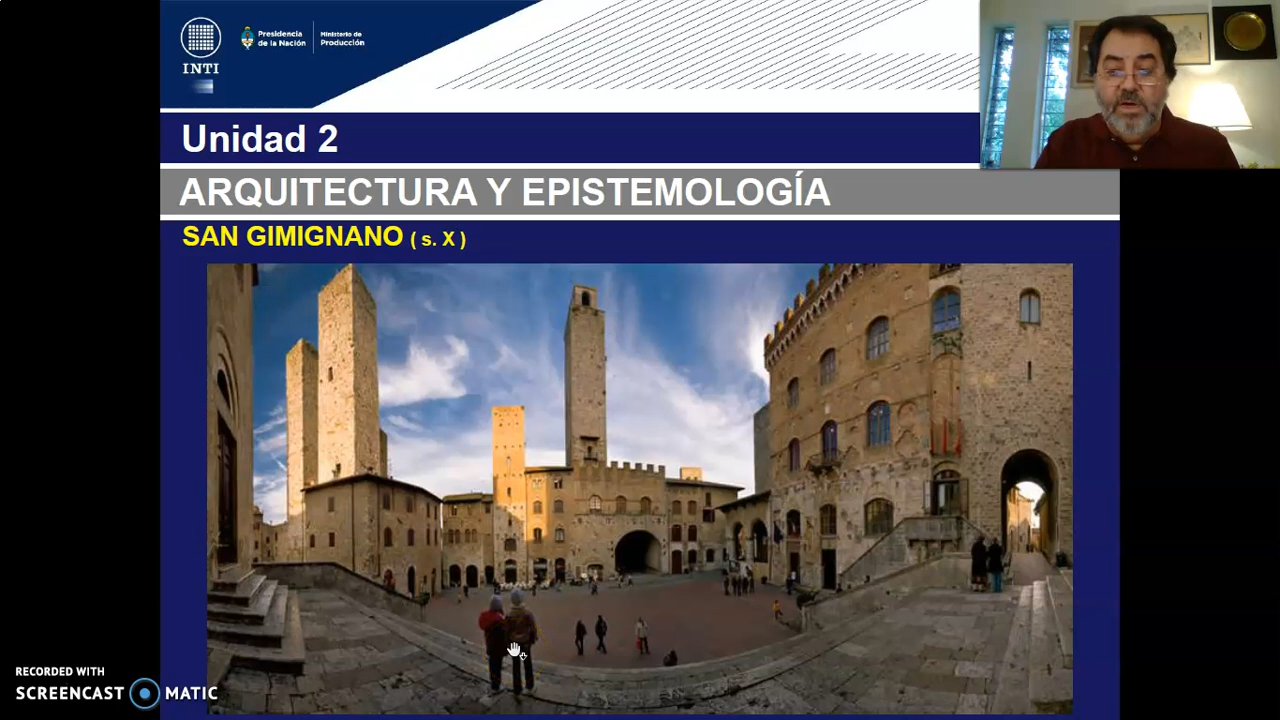 INTI
Presidencia
de la Nación
Ministerio de
Producción
Unidad 2
ARQUITECTURA Y EPISTEMOLOGÍA
SAN GIMIGNANO ( s. X )
RECORDED WITH
SCREENCAST MATIC